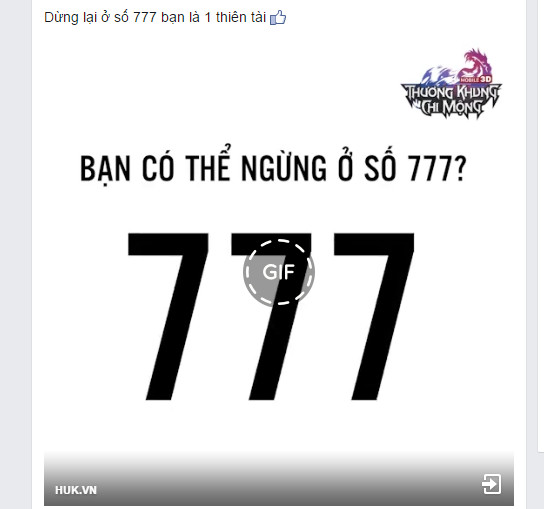 Dừng lại ở số 777 bạn là 1 thiên tài
MOBILE 3D
THƯƠNG KHUNG
CHI MỘNG
BẠN CÓ THỂ NGỪNG Ở SỐ 777?
777
GIF
HUK.VN